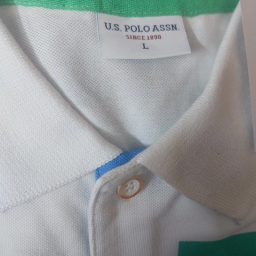 U.S. POLO ASSN.
SINCE 1890
L